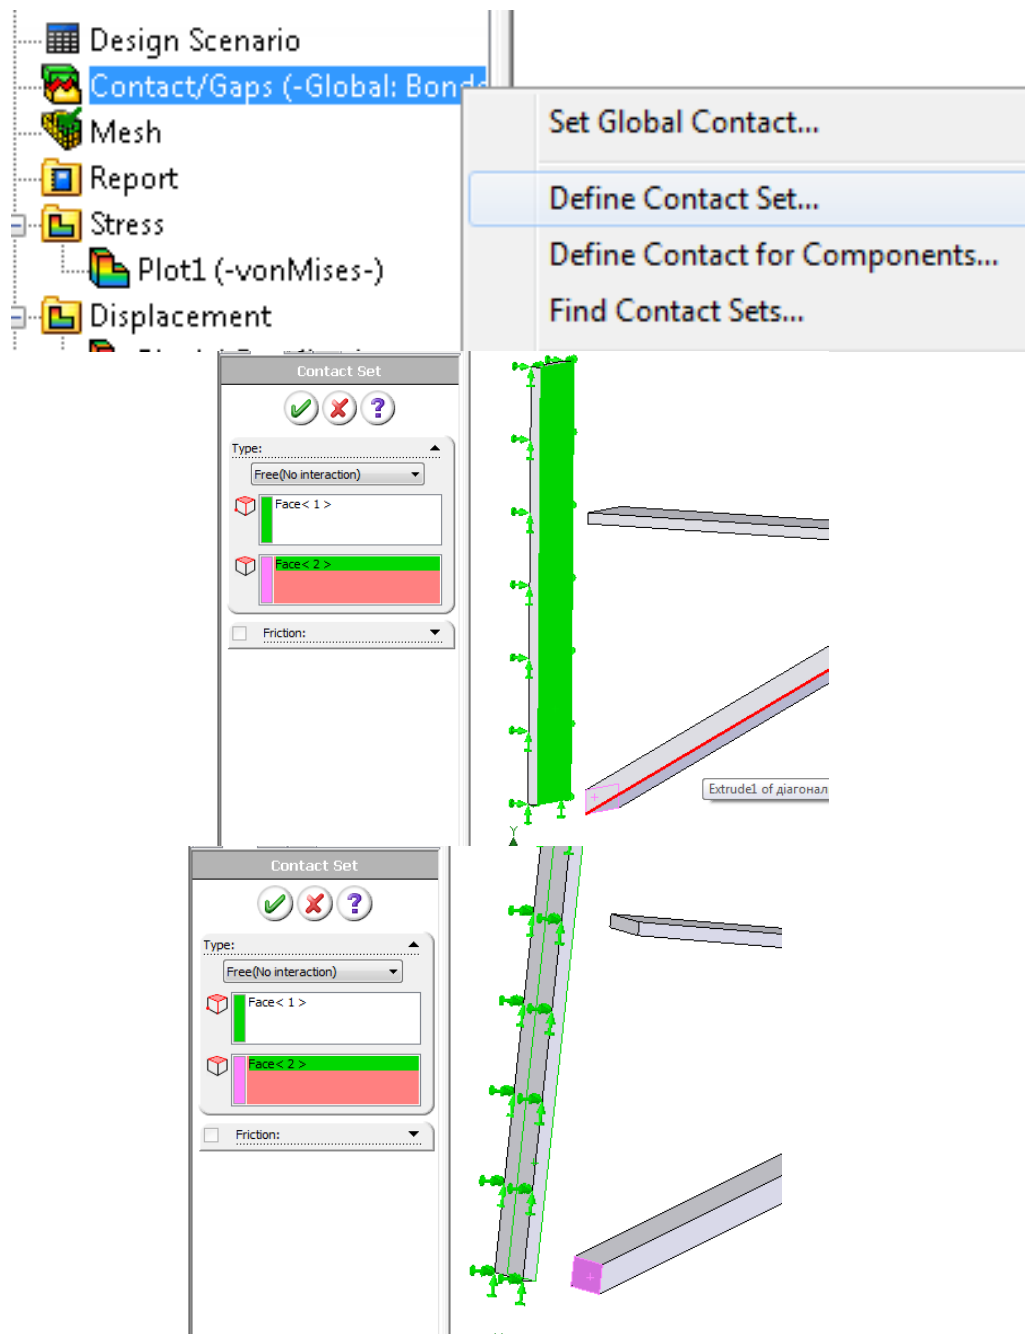 Design Scenario
Contact/Gaps (-Global: Bonde
Set Global Contact...
Mesh
Report
Define Contact Set...
Stress
Define Contact for Components...
Plot1 (-vonMises-)
Find Contact Sets...
Displacement
Contact Set
?
Type:
Free(No interaction)
Face< 1 >
Face< 2 >
Friction:
Extrude1 of діагонал
Y
Contact Set
?
Type:
Free(No interaction)
Face< 1 >
Face< 2 >
Friction: